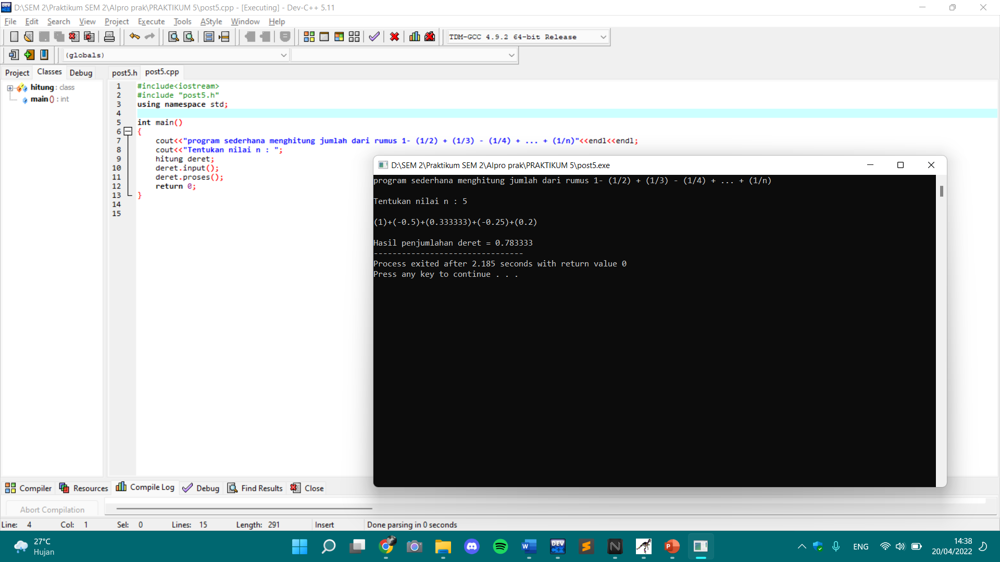 D:\SEM 2\Praktikum SEM 2\Alpro prak\PRAKTIKUM 5\post5.cpp - [Executing] - Dev-C++ 5.11
File Edit Search View Project Execute Tools AStyle Window Help
TDM-GCC 4.9.2 64-bit Release
(globals)
Project Classes Debug
post5.h post5.cpp
hitung : class
main () : int
1 #include<iostream>
2 #include "post5.h"
3 using namespace std;
4
5 int main()
6 {
7 cout<<"program sederhana menghitung jumlah dari rumus 1- (1/2) + (1/3) - (1/4) + ... + (1/n)"<<endl<<endl;
8 cout<<"Tentukan nilai n : ";
9 hitung deret;
10 deret.input();
11 deret.proses();
12 return 0;
13 }
14
15
D:\SEM 2\Praktikum SEM 2\Alpro prak\PRAKTIKUM 5\post5.exe
program sederhana menghitung jumlah dari rumus 1- (1/2) + (1/3) - (1/4) + ... + (1/n)
Tentukan nilai n : 5
(1)+(-0.5)+(0.333333)+(-0.25)+(0.2)
Hasil penjumlahan deret = 0.783333
--------------------------------
Process exited after 2.185 seconds with return value 0
Press any key to continue . . .
Compiler Resources Compile Log Debug Find Results Close
Abort Compilation
Line: 4 Col: 1 Sel: 0 Lines: 15 Length: 291 Insert Done parsing in 0 seconds
27°C
Hujan
DEV
ENG
14:38
20/04/2022